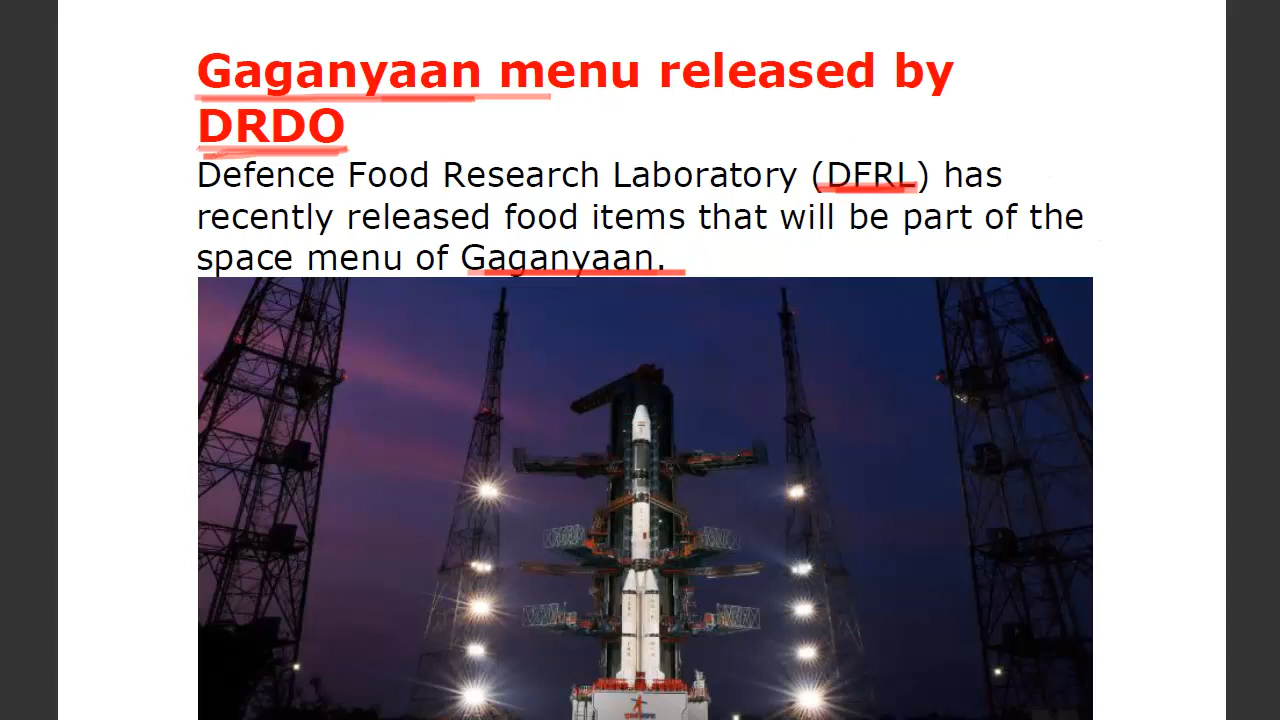 Gaganyaan menu released by
DRDO
Defence Food Research Laboratory (DFRL) has
recently released food items that will be part of the
space menu of Gaganyaan.